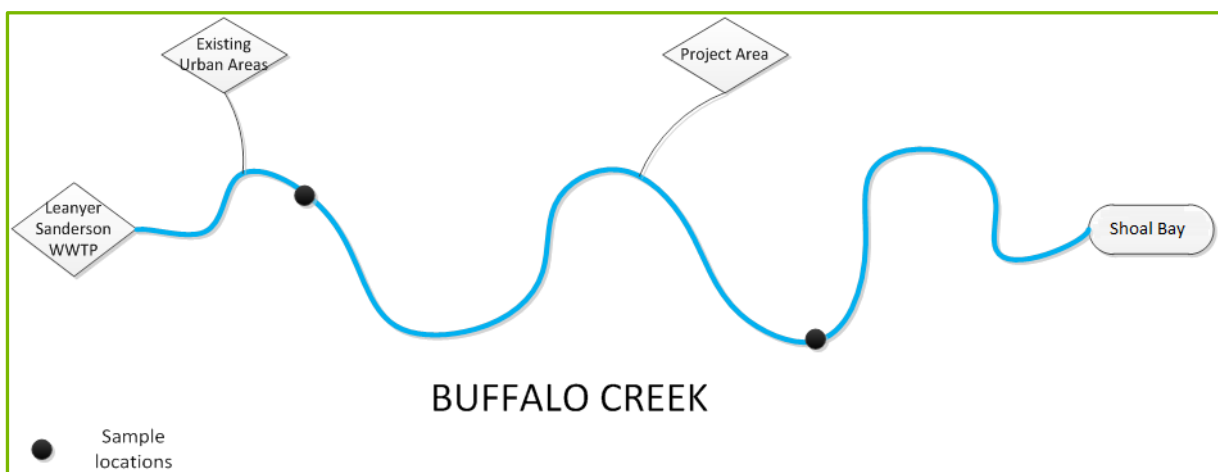 Existing
Urban Areas
Project Area
Leanyer
Sanderson
WWTP
Shoal Bay
BUFFALO CREEK
Sample
locations